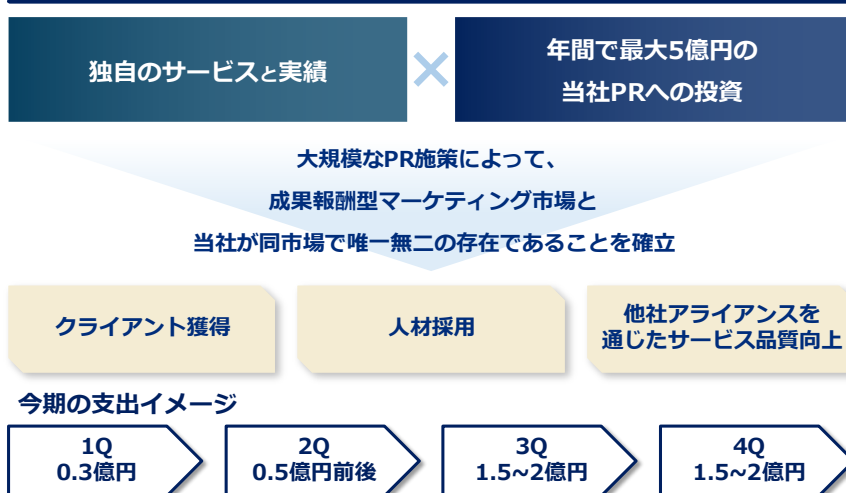 独自のサービスと実績
年間で最大5億円の
当社PRへの投資
大規模なPR施策によって、
成果報酬型マーケティング市場と
当社が同市場で唯一無二の存在であることを確立
クライアント獲得
人材採用
他社アライアンスを
通じたサービス品質向上
今期の支出イメージ
1Q
0.3億円
2Q
0.5億円前後
3Q
1.5~2億円
4Q
1.5~2億円